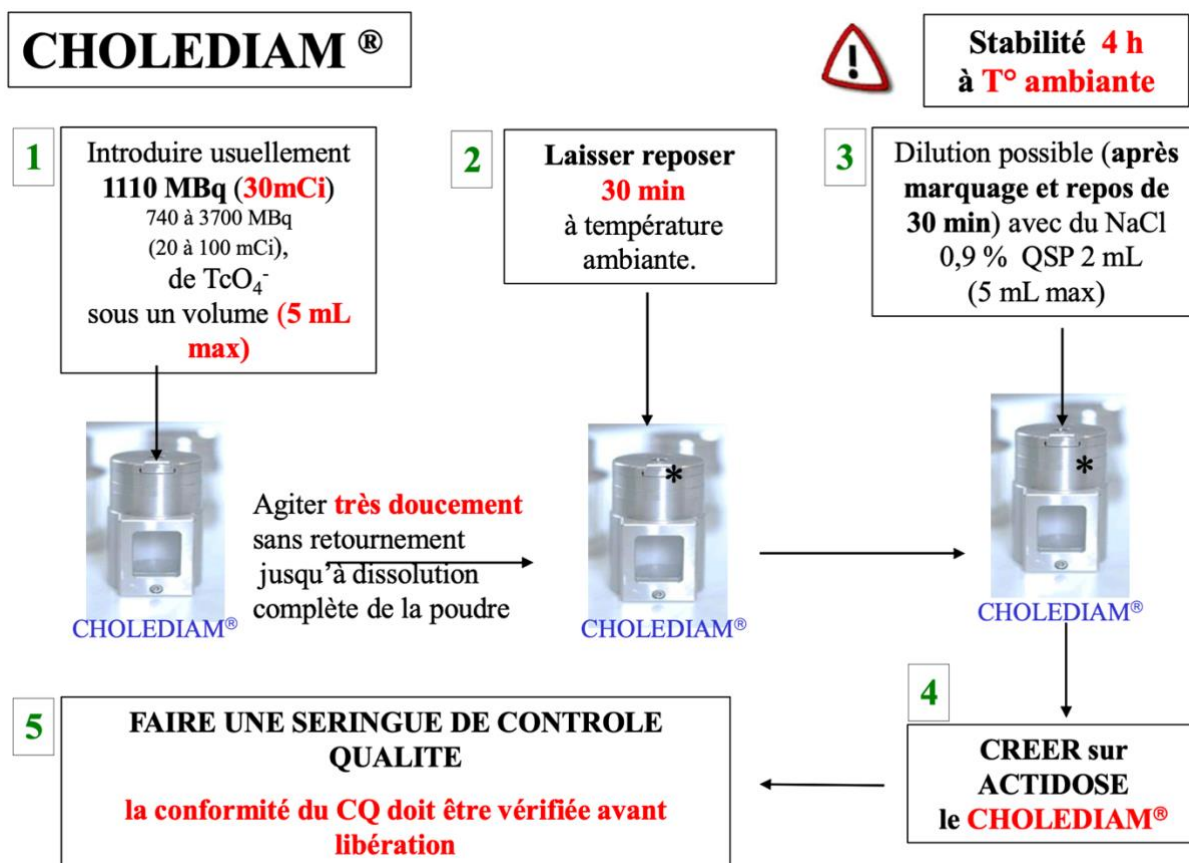 CHOLEDIAM ®
Stabilité 4 h
à T° ambiante
1
Introduire usuellement
1110 MBq (30mCi)
740 à 3700 MBq
(20 à 100 mCi),
de TcO₄⁻
sous un volume (5 mL
max)
2
Laisser reposer
30 min
à température
ambiante.
3
Dilution possible (après
marquage et repos de
30 min) avec du NaCl
0,9 % QSP 2 mL
(5 mL max)
CHOLEDIAM®
Agiter très doucement
sans retournement
jusqu’à dissolution
complète de la poudre
*
CHOLEDIAM®
*
CHOLEDIAM®
4
CREER sur
ACTIDOSE
le CHOLEDIAM®
5
FAIRE UNE SERINGUE DE CONTROLE
QUALITE
la conformité du CQ doit être vérifiée avant
libération